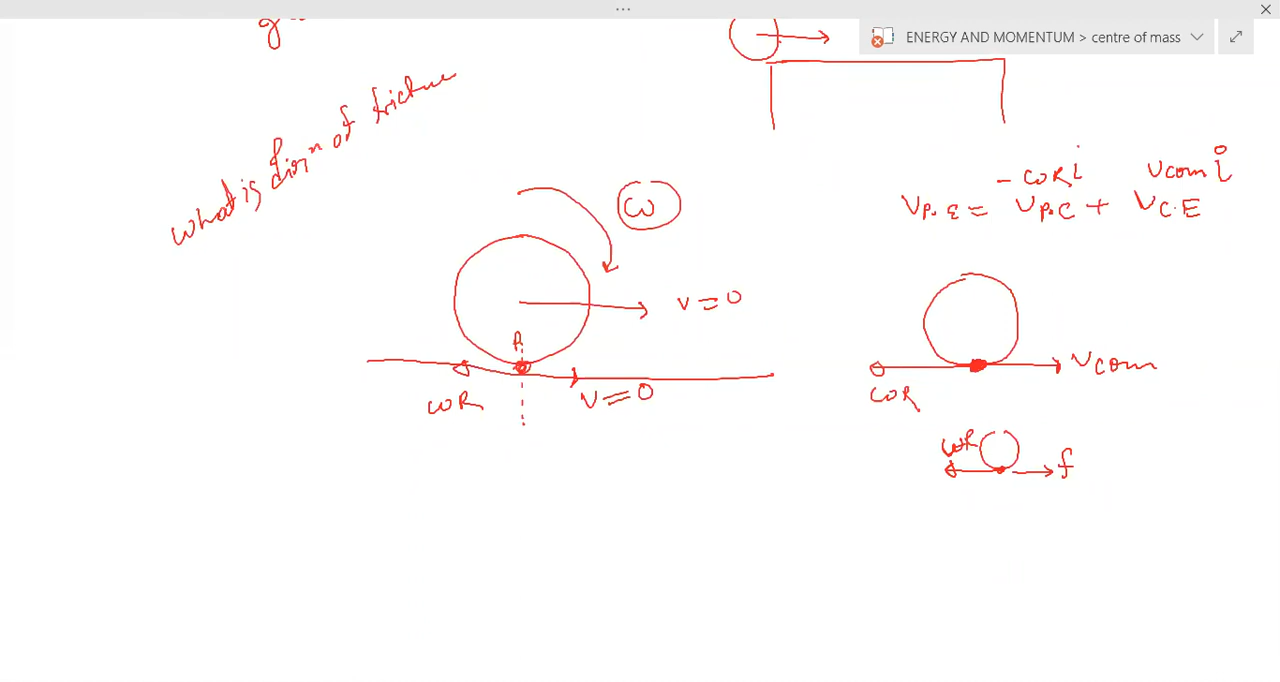 ENERGY AND MOMENTUM > centre of mass
what is dirⁿ of friction
ω
v = 0
P
ωR
v = 0
- ωR i vcom i
VP.E = VP.C + VC.E
vcom
ωR
ωR
f